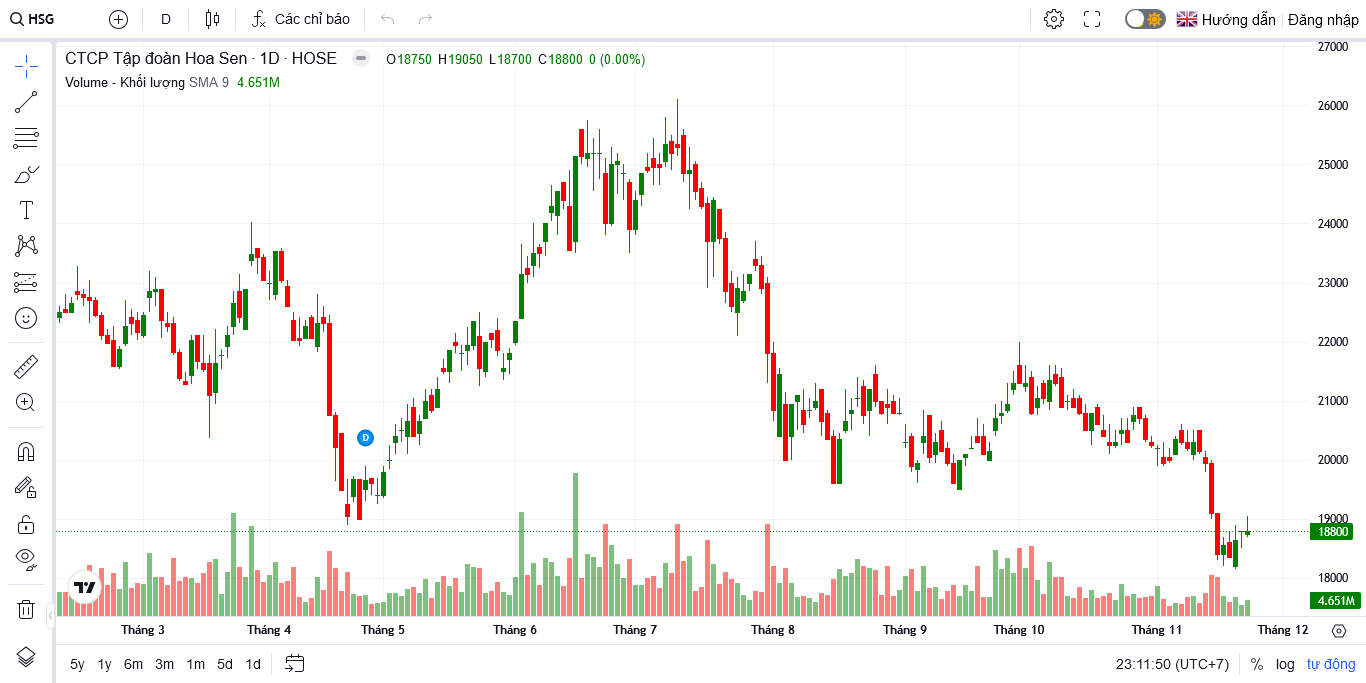 HSG D Các chỉ báo Hướng dẫn Đăng nhập
CTCP Tập đoàn Hoa Sen · 1D · HOSE O18750 H19050 L18700 C18800 0 (0.00%)
Volume - Khối lượng SMA 9 4.651M
27000
26000
25000
24000
23000
22000
21000
20000
19000
18800
18000
4.651M
D
T
Tháng 3 Tháng 4 Tháng 5 Tháng 6 Tháng 7 Tháng 8 Tháng 9 Tháng 10 Tháng 11 Tháng 12
5y 1y 6m 3m 1m 5d 1d 23:11:50 (UTC+7) % log tự động